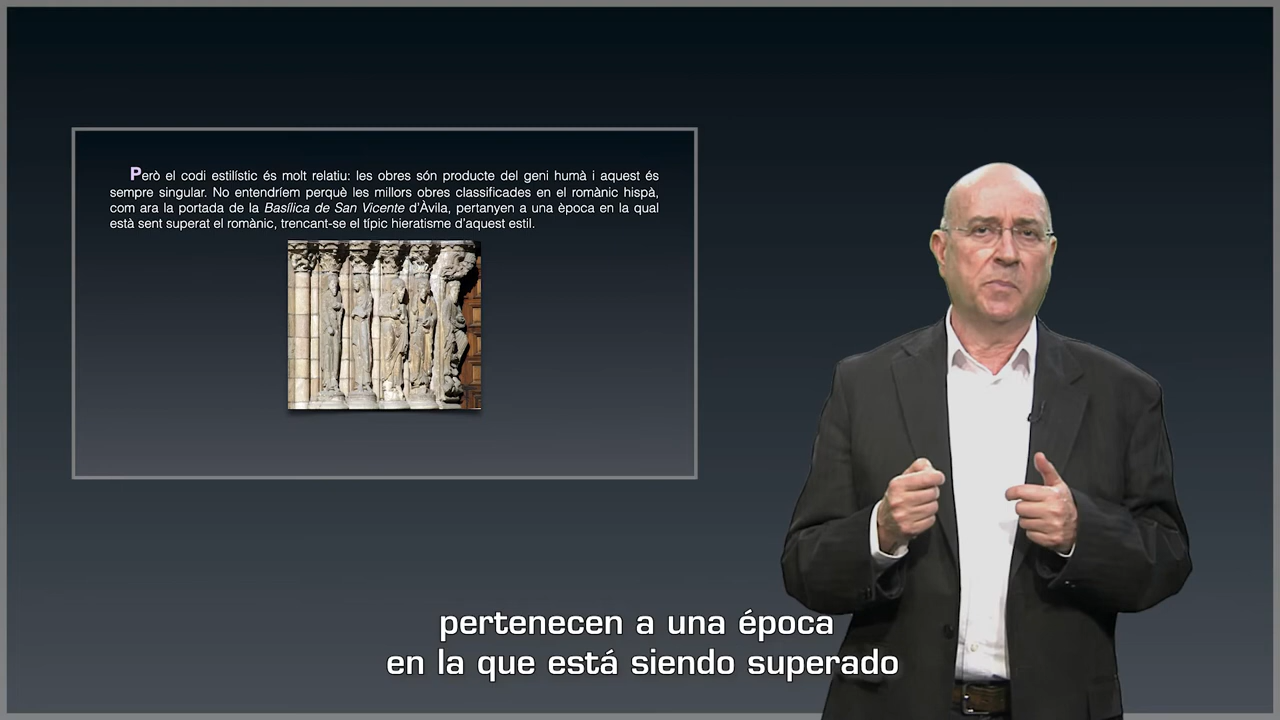 Però el codi estilístic és molt relatiu: les obres són producte del geni humà i aquest és
sempre singular. No entendríem perquè les millors obres classificades en el romànic hispà,
com ara la portada de la Basílica de San Vicente d'Àvila, pertanyen a una època en la qual
està sent superat el romànic, trencant-se el típic hieratisme d'aquest estil.
pertenecen a una época
en la que está siendo superado